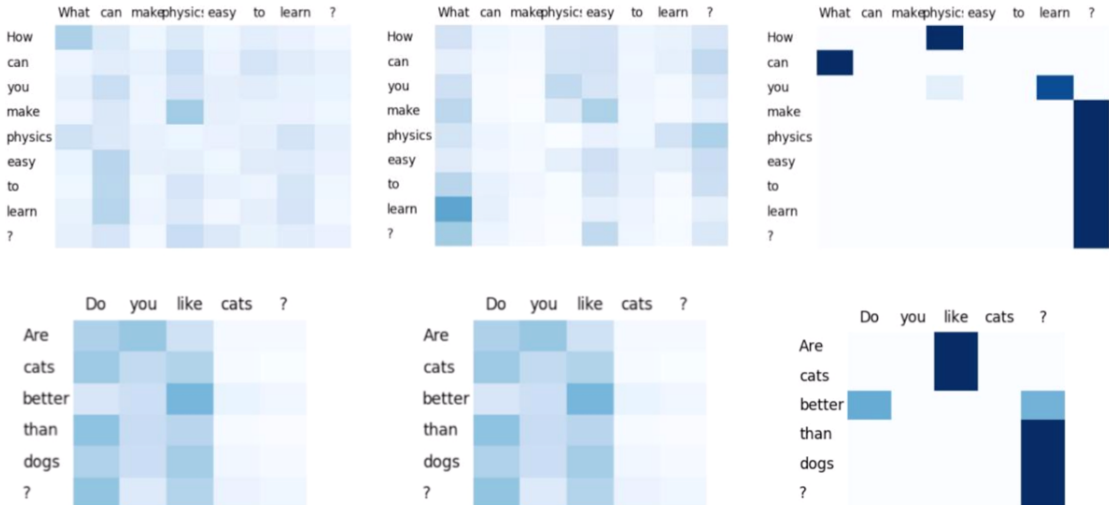 What can make physics easy to learn ?
How
can
you
make
physics
easy
to
learn
?
What can make physics easy to learn ?
How
can
you
make
physics
easy
to
learn
?
What can make physics easy to learn ?
How
can
you
make
physics
easy
to
learn
?
Do you like cats ?
Are
cats
better
than
dogs
?
Do you like cats ?
Are
cats
better
than
dogs
?
Do you like cats ?
Are
cats
better
than
dogs
?